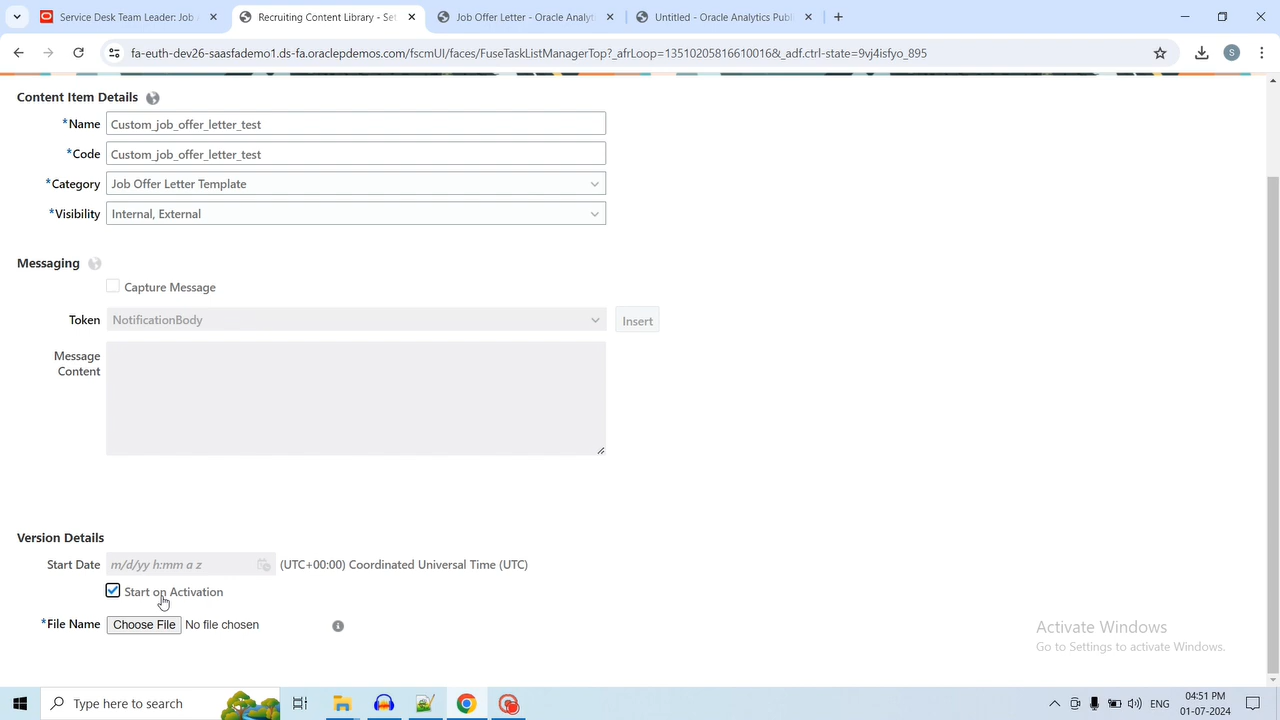 Service Desk Team Leader: Job
Recruiting Content Library - Set
Job Offer Letter - Oracle Analyt
Untitled - Oracle Analytics Publ
fa-euth-dev26-saasfademo1.ds-fa.oraclepdemos.com/fscmUI/faces/FuseTaskListManagerTop?_afrLoop=13510205816610016&_adf.ctrl-state=9vj4isfyo_895
S
Content Item Details
*Name Custom_job_offer_letter_test
*Code Custom_job_offer_letter_test
*Category Job Offer Letter Template
*Visibility Internal, External
Messaging
Capture Message
Token NotificationBody Insert
Message
Content
Version Details
Start Date m/d/yy h:mm a z (UTC+00:00) Coordinated Universal Time (UTC)
Start on Activation
*File Name Choose File No file chosen
Activate Windows
Go to Settings to activate Windows.
Type here to search
ENG
04:51 PM
01-07-2024